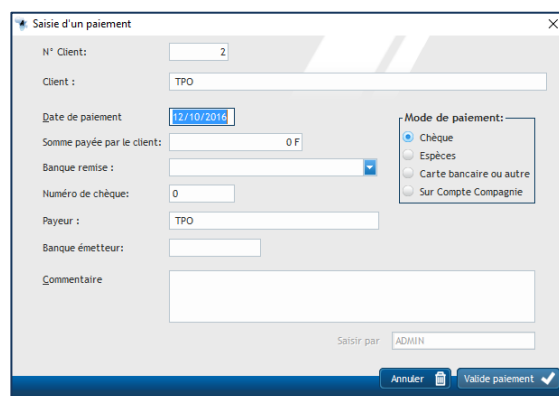 Saisie d'un paiement
N° Client: 2
Client : TPO
Date de paiement 12/10/2016
Mode de paiement:
Chèque
Somme payée par le client: 0 F
Espèces
Banque remise :
Carte bancaire ou autre
Numéro de chèque: 0
Sur Compte Compagnie
Payeur : TPO
Banque émetteur:
Commentaire
Saisir par ADMIN
Annuler Valide paiement